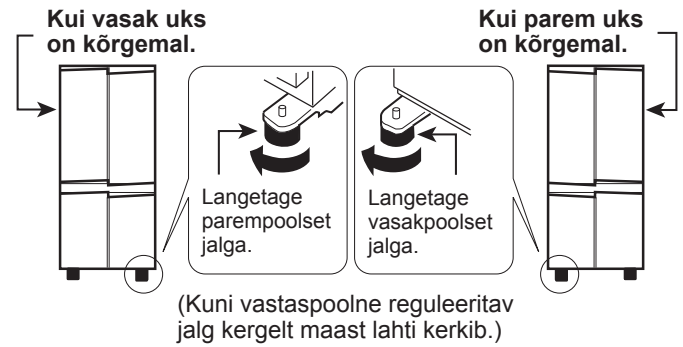 Kui vasak uks
on kõrgemal.
Kui parem uks
on kõrgemal.
Langetage
parempoolset
jalga.
Langetage
vasakpoolset
jalga.
(Kuni vastaspoolne reguleeritav
jalg kergelt maast lahti kerkib.)